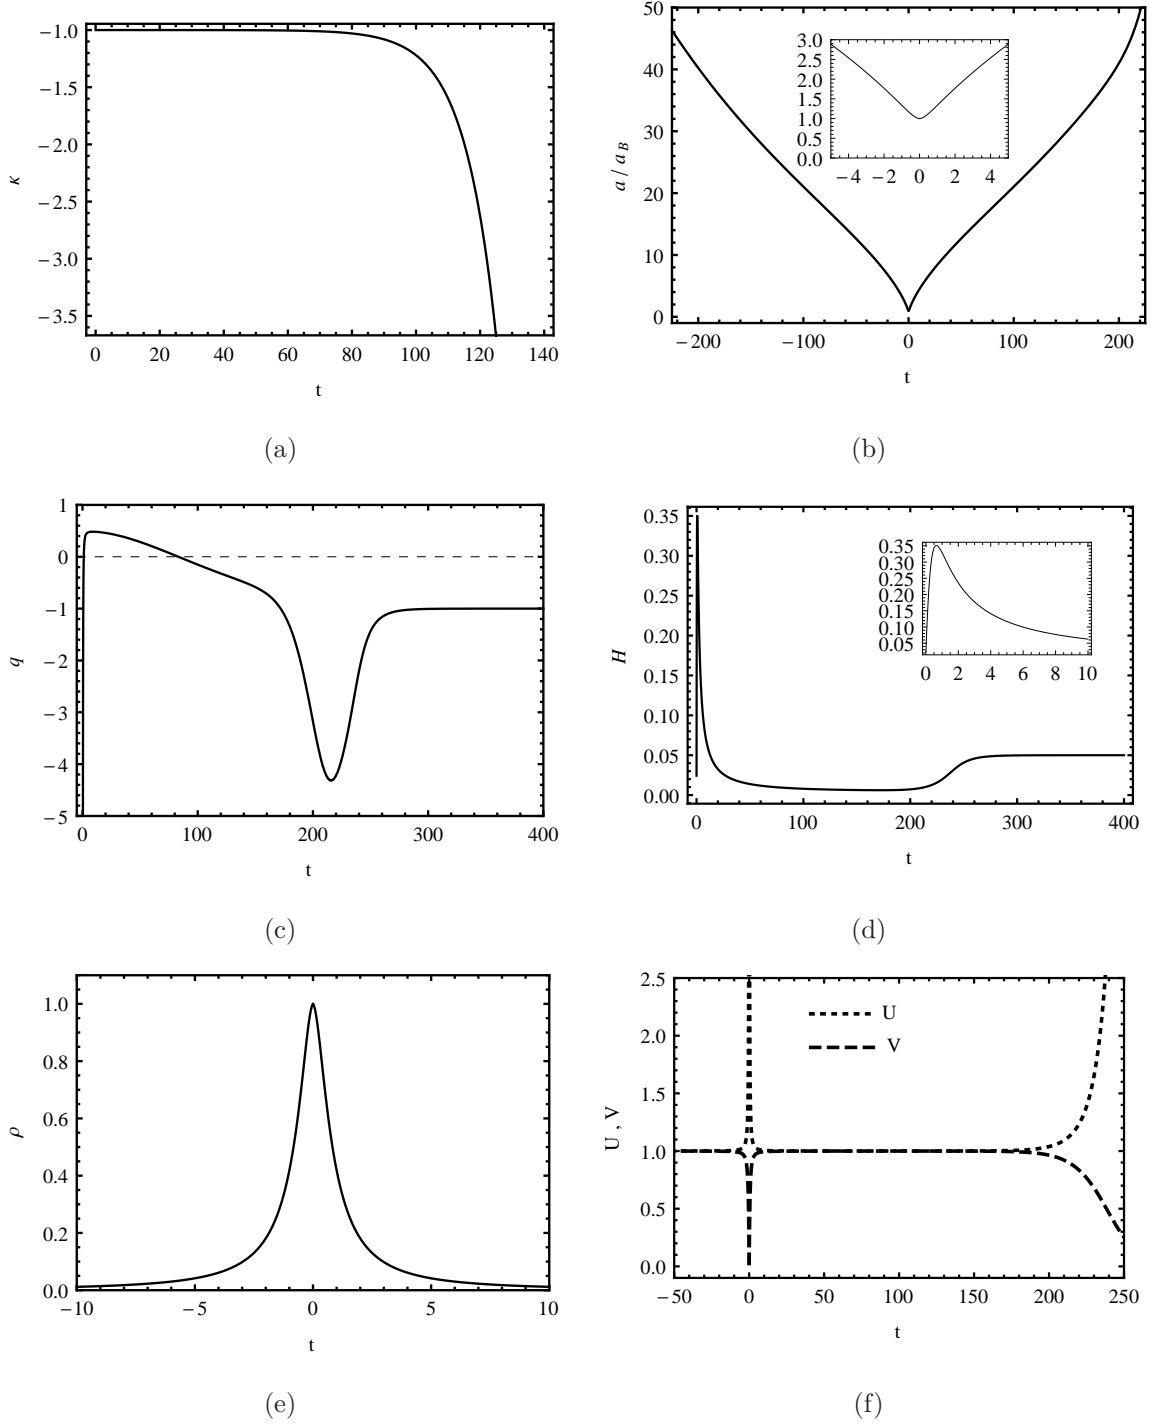 −1.0
−1.5
−2.0
−2.5
−3.0
−3.5
κ
0 20 40 60 80 100 120 140
t
(a)
50
40
30
20
10
0
a / a_B
3.0
2.5
2.0
1.5
1.0
0.5
0.0
−4 −2 0 2 4
−200 −100 0 100 200
t
(b)
1
0
−1
−2
−3
−4
−5
q
0 100 200 300 400
t
(c)
0.35
0.30
0.25
0.20
0.15
0.10
0.05
0.00
H
0.35
0.30
0.25
0.20
0.15
0.10
0.05
0 2 4 6 8 10
0 100 200 300 400
t
(d)
1.0
0.8
0.6
0.4
0.2
0.0
ρ
−10 −5 0 5 10
t
(e)
2.5
2.0
1.5
1.0
0.5
0.0
U , V
U
V
−50 0 50 100 150 200 250
t
(f)